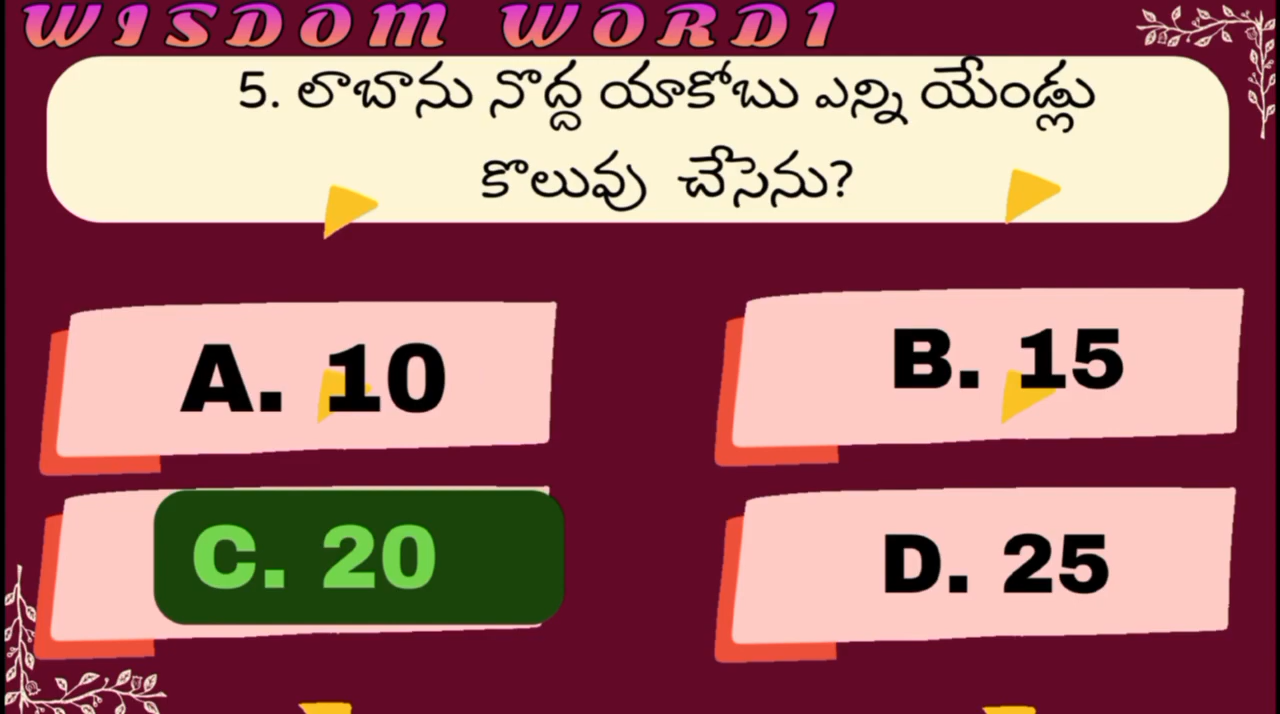 WISDOM WORD1
5. లాబాను నొద్ద యాకోబు ఎన్ని యేండ్లు
కొలువు చేసెను?
A. 10
B. 15
C. 20
D. 25